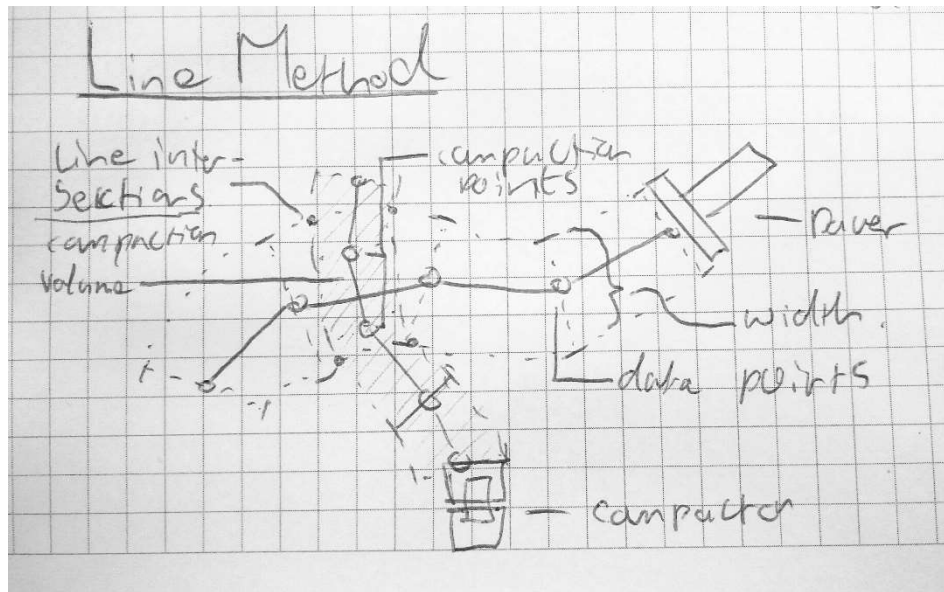 Line Method
Line inter-
sections
compaction
volume
compaction
points
Paver
width
data points
compactor